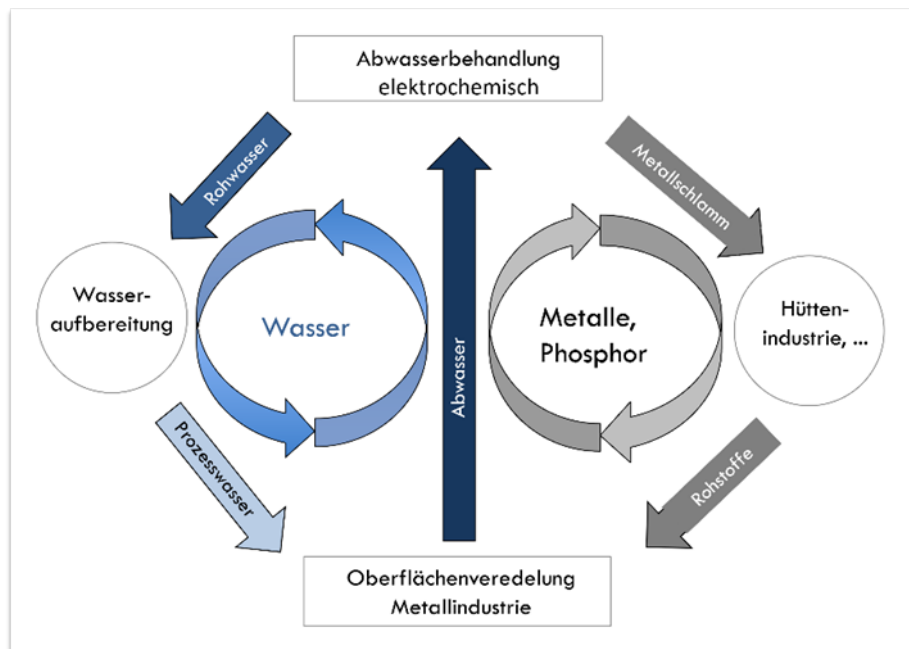 Abwasserbehandlung
elektrochemisch
Rohwasser
Metallschlamm
Wasser-
aufbereitung
Wasser
Abwasser
Metalle,
Phosphor
Hütten-
industrie, ...
Prozesswasser
Rohstoffe
Oberflächenveredelung
Metallindustrie